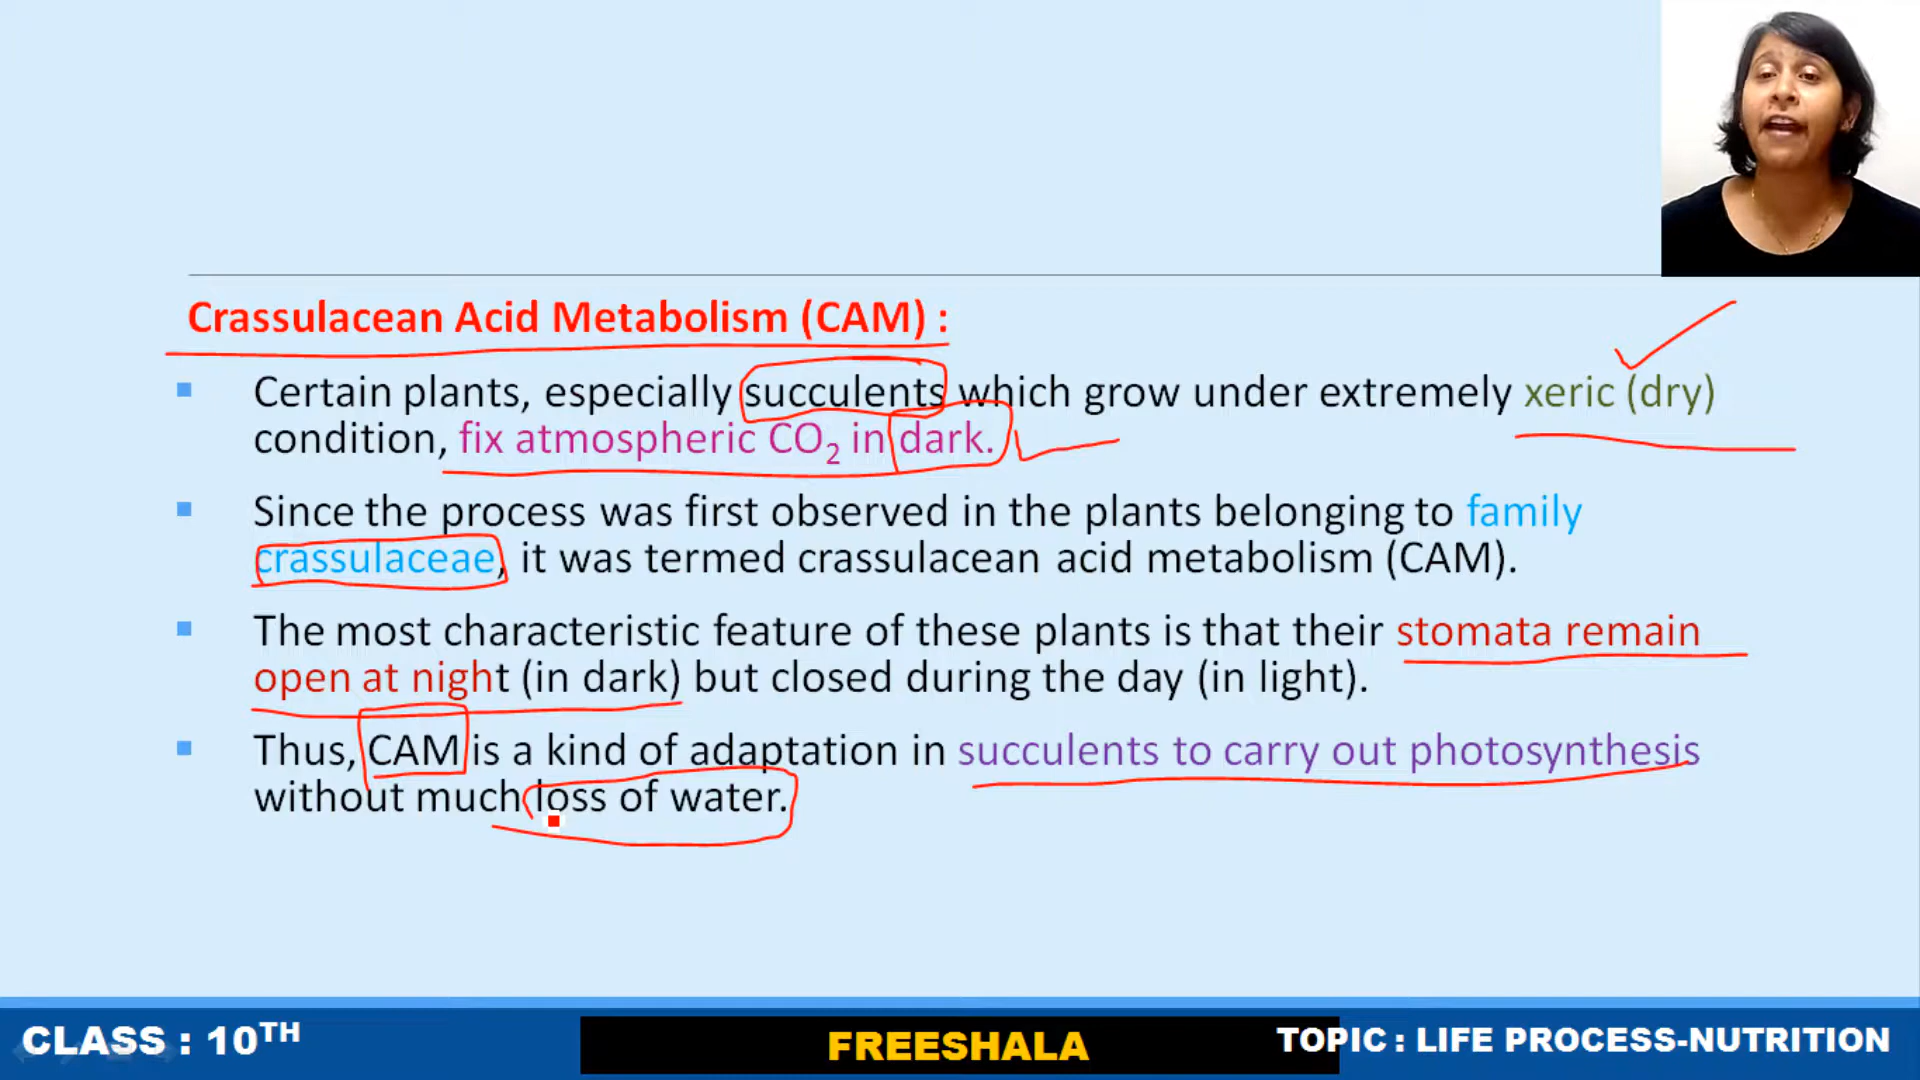 Crassulacean Acid Metabolism (CAM) :
Certain plants, especially succulents which grow under extremely xeric (dry)
condition, fix atmospheric CO₂ in dark.
Since the process was first observed in the plants belonging to family
crassulaceae, it was termed crassulacean acid metabolism (CAM).
The most characteristic feature of these plants is that their stomata remain
open at night (in dark) but closed during the day (in light).
Thus, CAM is a kind of adaptation in succulents to carry out photosynthesis
without much loss of water.
CLASS : 10TH
FREESHALA
TOPIC : LIFE PROCESS-NUTRITION